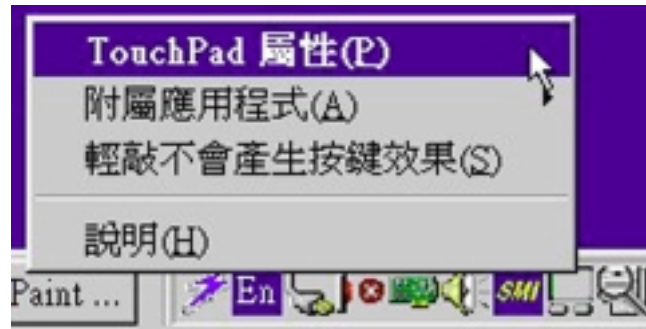 TouchPad 屬性(P)
附屬應用程式(A)
輕敲不會產生按鍵效果(S)
說明(H)
Paint ...
En
SMI